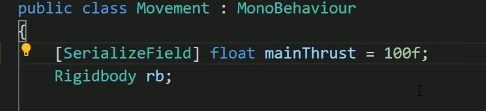 public class Movement : MonoBehaviour
{
[SerializeField] float mainThrust = 100f;
Rigidbody rb;